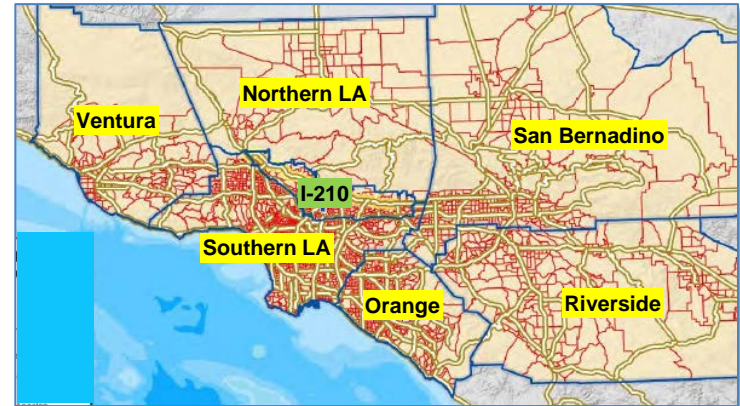 Northern LA
Ventura
San Bernadino
I-210
Southern LA
Orange
Riverside